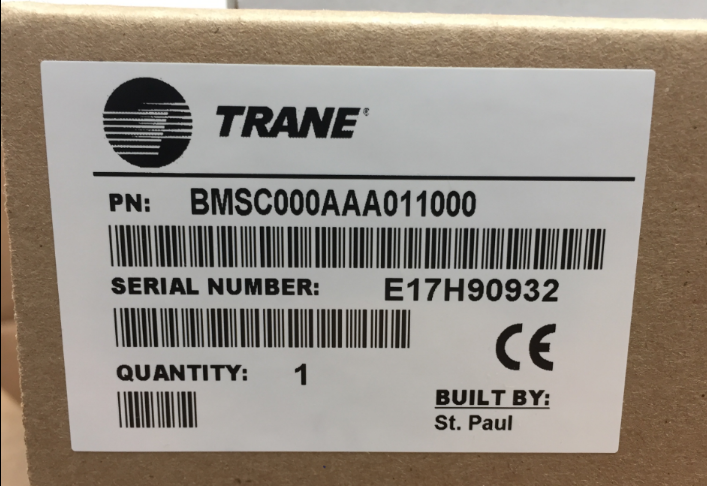 TRANE®
PN: BMSC000AAA011000
SERIAL NUMBER: E17H90932
CE
QUANTITY: 1
BUILT BY:
St. Paul